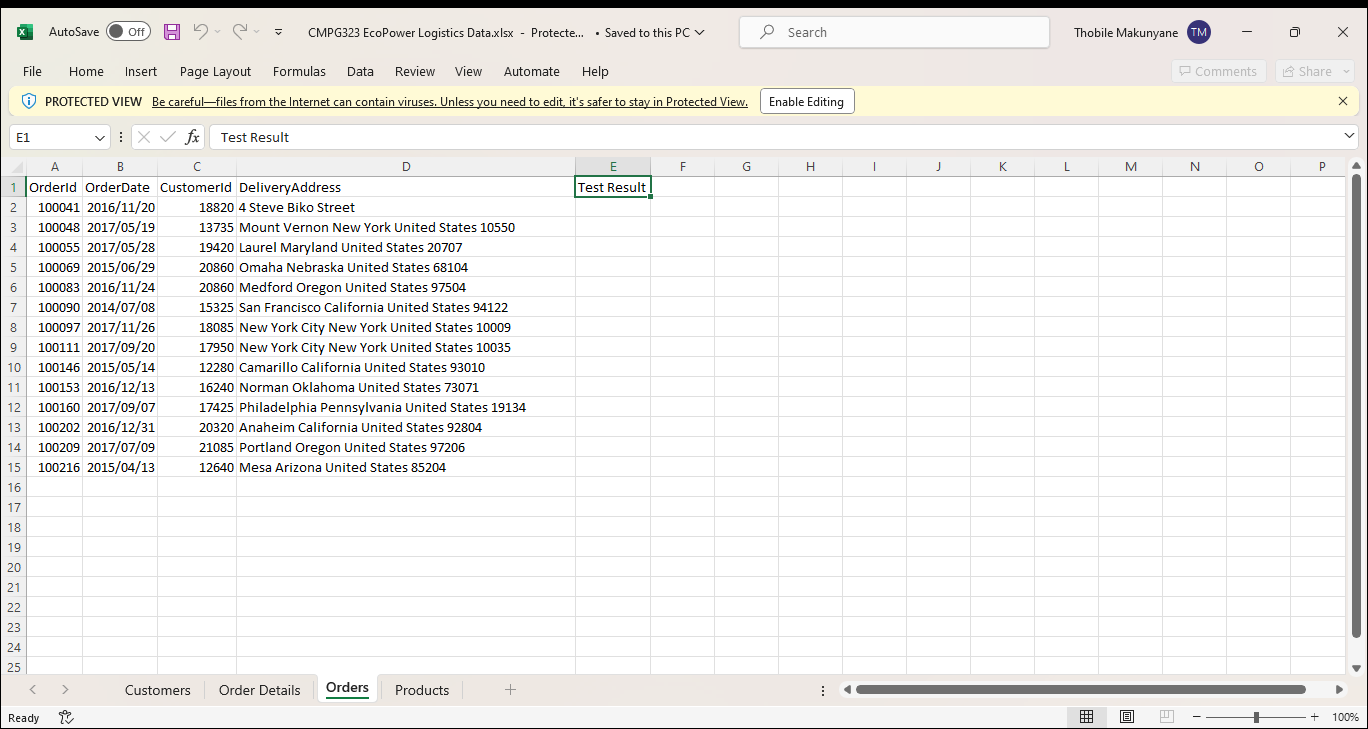 AutoSave Off CMPG323 EcoPower Logistics Data.xlsx - Protecte... • Saved to this PC Search Thobile Makunyane TM
File Home Insert Page Layout Formulas Data Review View Automate Help Comments Share
PROTECTED VIEW Be careful—files from the Internet can contain viruses. Unless you need to edit, it's safer to stay in Protected View. Enable Editing
E1 fx Test Result
A B C D E F G H I J K L M N O P
1 OrderId OrderDate CustomerId DeliveryAddress Test Result
2 100041 2016/11/20 18820 4 Steve Biko Street
3 100048 2017/05/19 13735 Mount Vernon New York United States 10550
4 100055 2017/05/28 19420 Laurel Maryland United States 20707
5 100069 2015/06/29 20860 Omaha Nebraska United States 68104
6 100083 2016/11/24 20860 Medford Oregon United States 97504
7 100090 2014/07/08 15325 San Francisco California United States 94122
8 100097 2017/11/26 18085 New York City New York United States 10009
9 100111 2017/09/20 17950 New York City New York United States 10035
10 100146 2015/05/14 12280 Camarillo California United States 93010
11 100153 2016/12/13 16240 Norman Oklahoma United States 73071
12 100160 2017/09/07 17425 Philadelphia Pennsylvania United States 19134
13 100202 2016/12/31 20320 Anaheim California United States 92804
14 100209 2017/07/09 21085 Portland Oregon United States 97206
15 100216 2015/04/13 12640 Mesa Arizona United States 85204
16
17
18
19
20
21
22
23
24
25
Customers Order Details Orders Products
Ready 100%